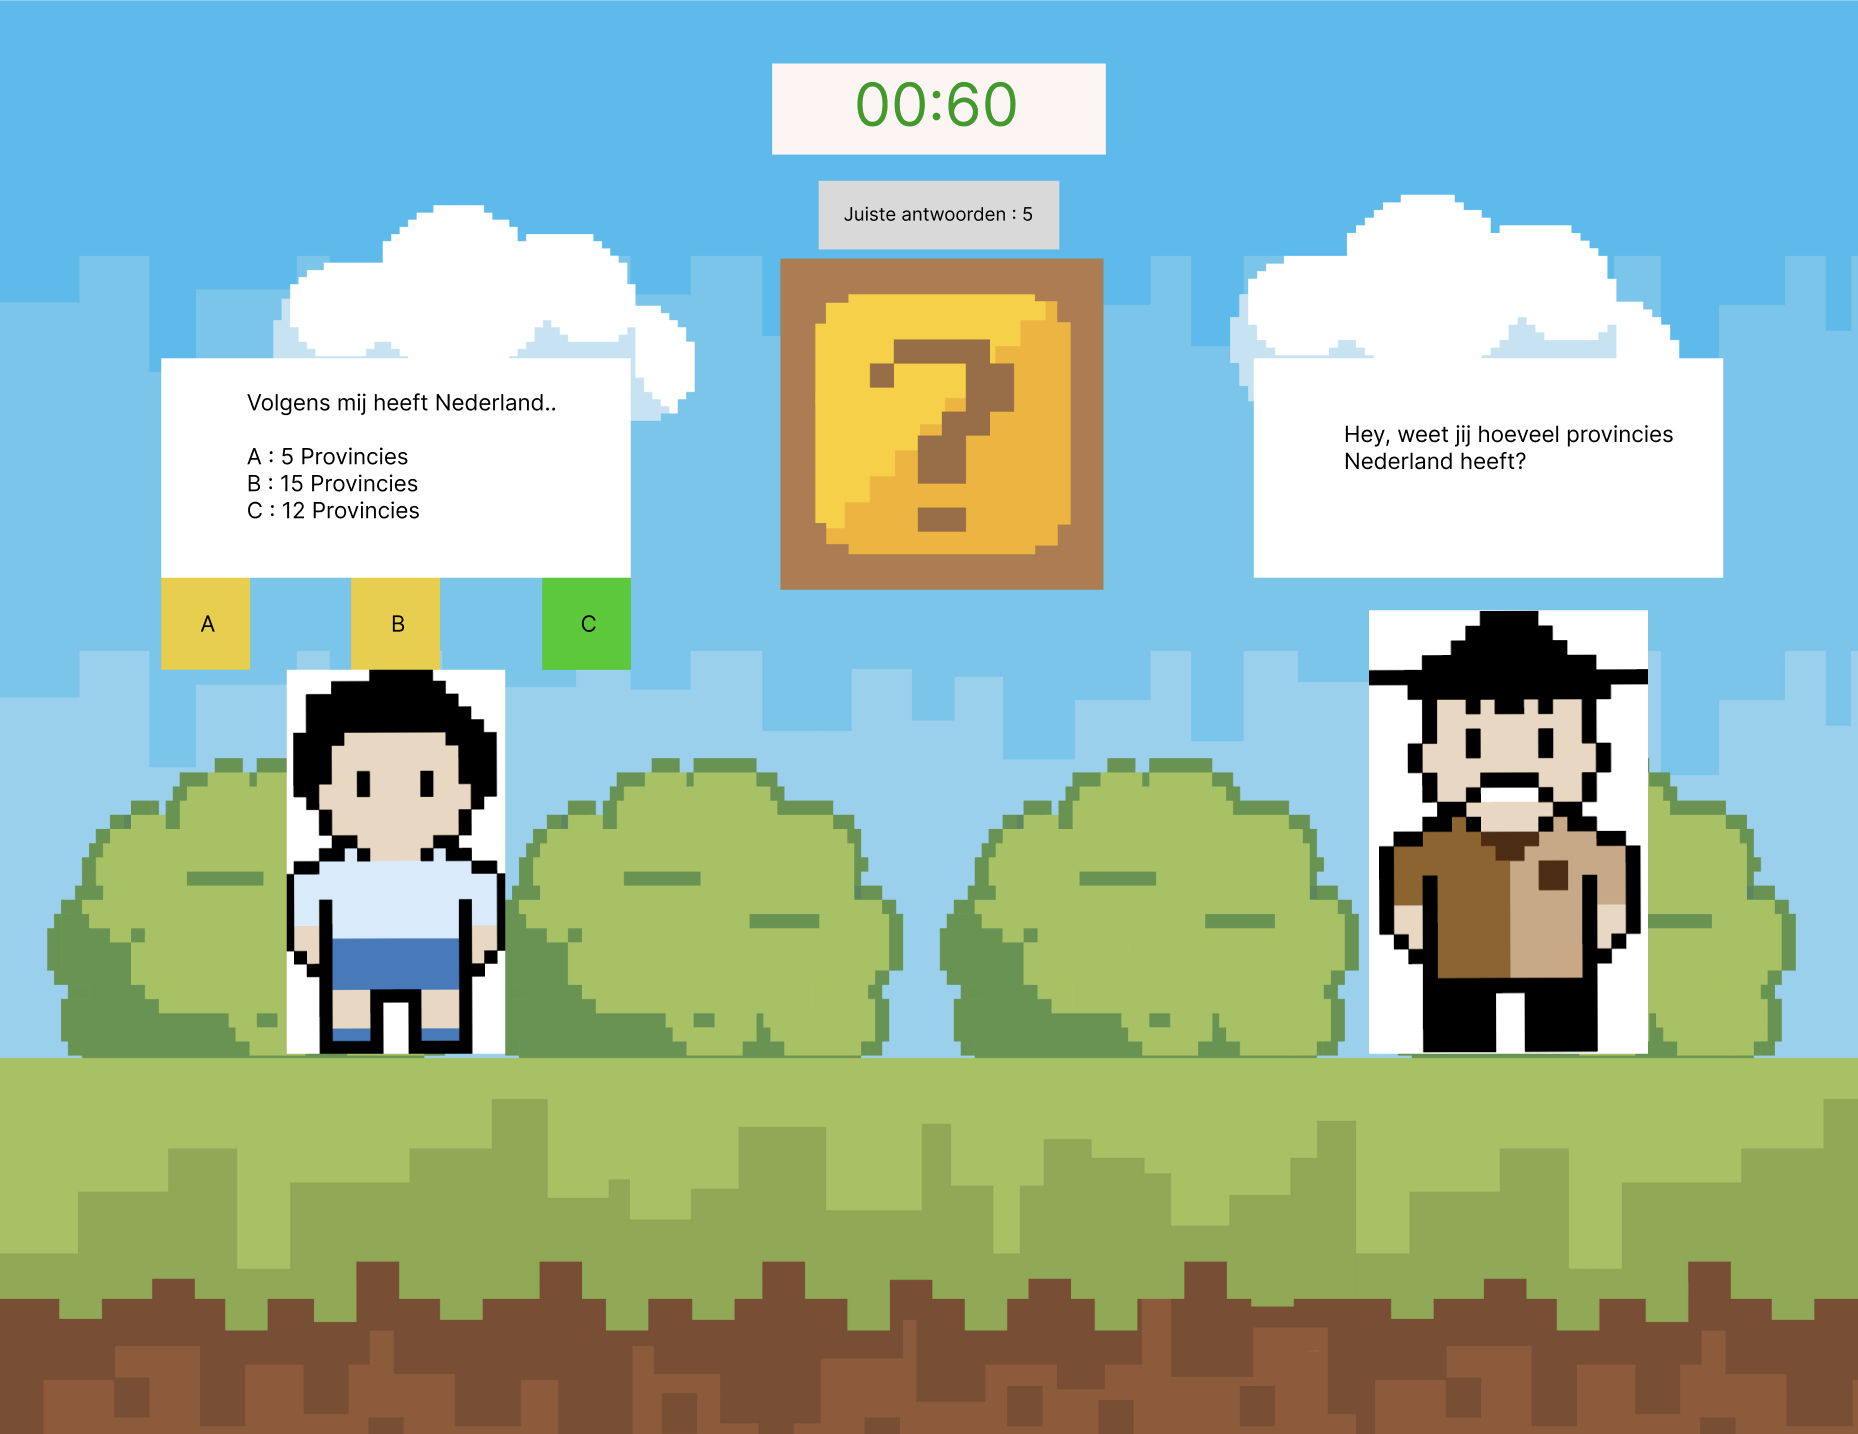 00:60
Juiste antwoorden : 5
Volgens mij heeft Nederland..
A : 5 Provincies
B : 15 Provincies
C : 12 Provincies
A
B
C
Hey, weet jij hoeveel provincies
Nederland heeft?
?